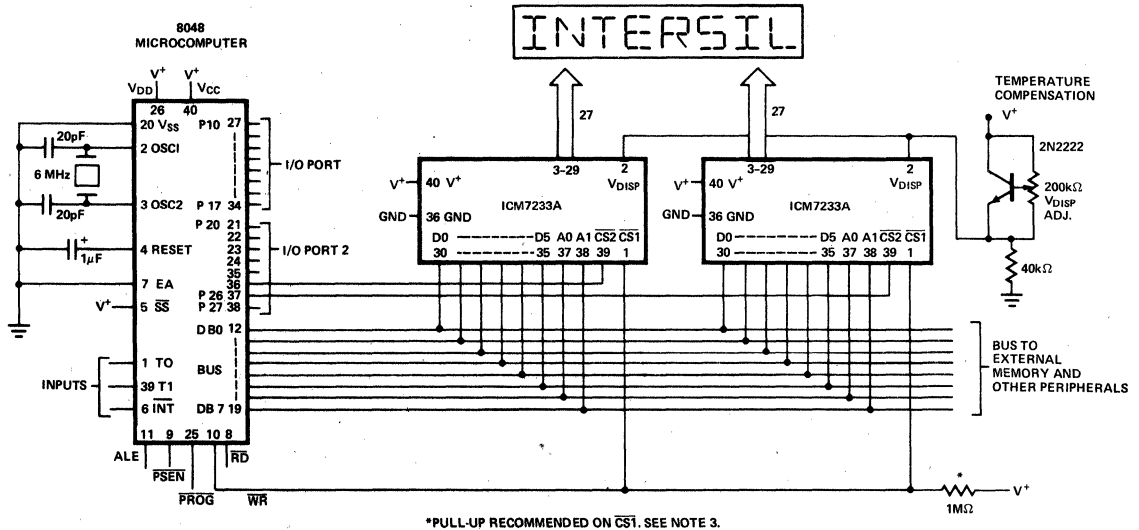 INTERSIL
8048
MICROCOMPUTER
V+ V+
VDD VCC
26 40
20 VSS P10 27
20pF
2 OSCI
6 MHz
I/O PORT
3 OSC2 P 17 34
20pF
P 20 21
22
4 RESET 23
1μF +
24
I/O PORT 2
35
7 EA 36
P 26 37
V+ 5 SS P 27 38
DB0 12
INPUTS
1 TO
BUS
39 T1
6 INT DB 7 19
11 9 25 10 8
ALE PSEN PROG WR RD
27
3-29 2
VDISP
V+ 40 V+
ICM7233A
GND 36 GND
D0 D5 A0 A1 CS2 CS1
30 35 37 38 39 1
27
3-29 2
VDISP
V+ 40 V+
ICM7233A
GND 36 GND
D0 D5 A0 A1 CS2 CS1
30 35 37 38 39 1
TEMPERATURE
COMPENSATION
V+
2N2222
200kΩ
VDISP
ADJ.
40kΩ
BUS TO
EXTERNAL
MEMORY AND
OTHER PERIPHERALS
*
V+
1MΩ
*PULL-UP RECOMMENDED ON CS1. SEE NOTE 3.